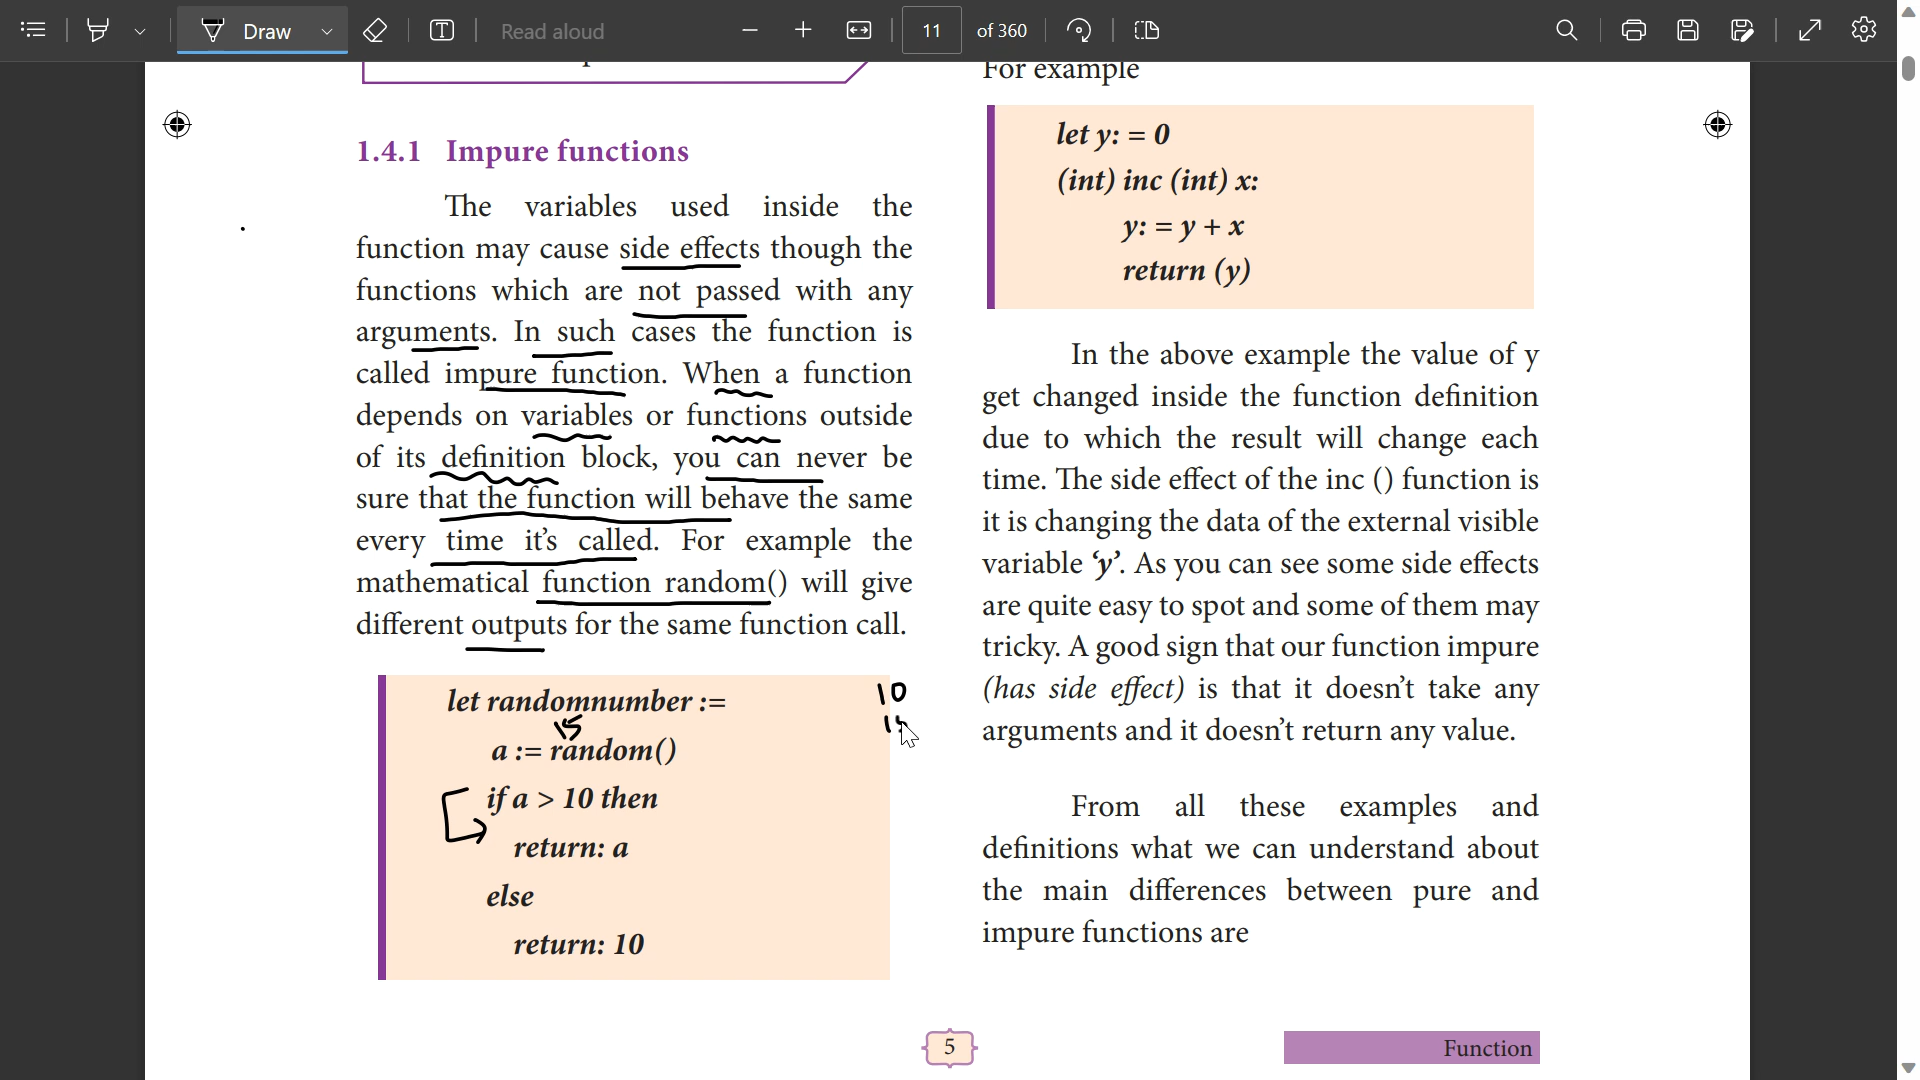 Draw
Read aloud
11 of 360
1.4.1 Impure functions
The variables used inside the
function may cause side effects though the
functions which are not passed with any
arguments. In such cases the function is
called impure function. When a function
depends on variables or functions outside
of its definition block, you can never be
sure that the function will behave the same
every time it's called. For example the
mathematical function random() will give
different outputs for the same function call.
let randomnumber :=
15
a := random()
if a > 10 then
return: a
else
return: 10
10
For example
let y: = 0
(int) inc (int) x:
y: = y + x
return (y)
In the above example the value of y
get changed inside the function definition
due to which the result will change each
time. The side effect of the inc () function is
it is changing the data of the external visible
variable ‘y’. As you can see some side effects
are quite easy to spot and some of them may
tricky. A good sign that our function impure
(has side effect) is that it doesn't take any
arguments and it doesn't return any value.
From all these examples and
definitions what we can understand about
the main differences between pure and
impure functions are
5
Function